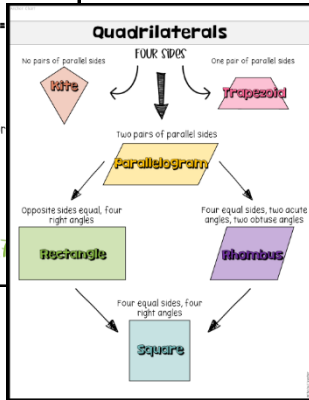 Quadrilaterals
FOUR SIDES
No pairs of parallel sides
One pair of parallel sides
Kite
Trapezoid
Two pairs of parallel sides
Parallelogram
Opposite sides equal, four
right angles
Four equal sides, two acute
angles, two obtuse angles
Rectangle
Rhombus
Four equal sides, four
right angles
Square